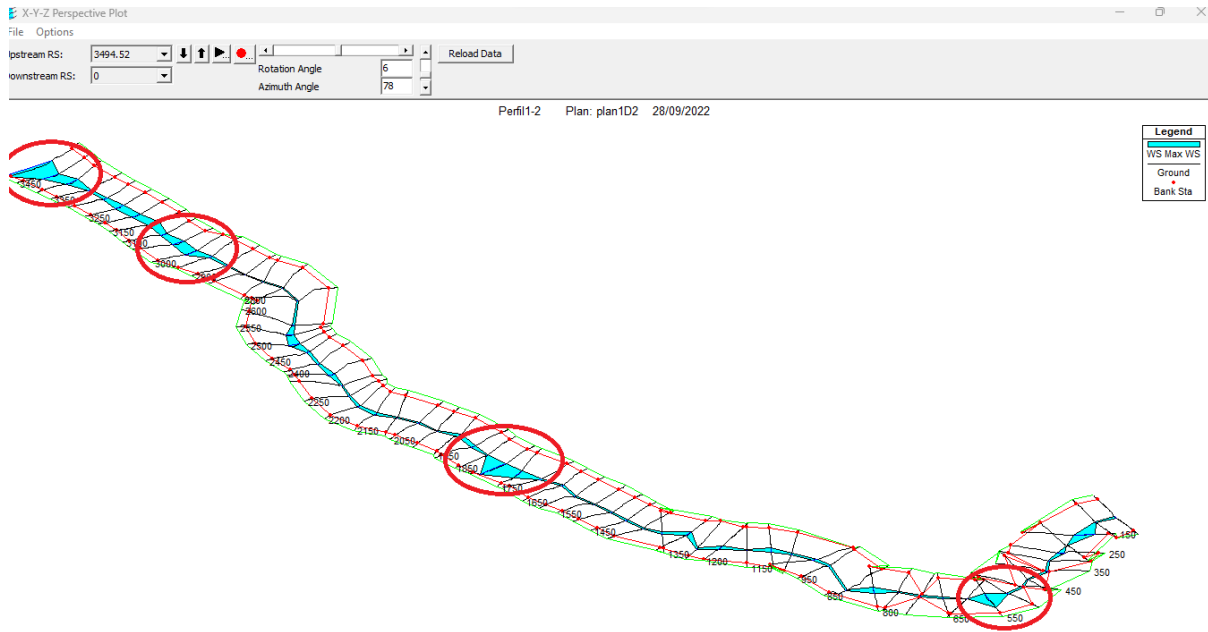 X-Y-Z Perspective Plot
File Options
Upstream RS: 3494.52 Reload Data
Rotation Angle 6
Downstream RS: 0
Azimuth Angle 78
Perfil1-2 Plan: plan1D2 28/09/2022
Legend
WS Max WS
Ground
Bank Sta
3450
3350
3250
3150
3000
2600
2550
2500
2450
2400
2250
2200
2150
2050
1850
1750
1650
1550
1450
1350
1200
1150
950
850
800
650
550
450
350
250
150